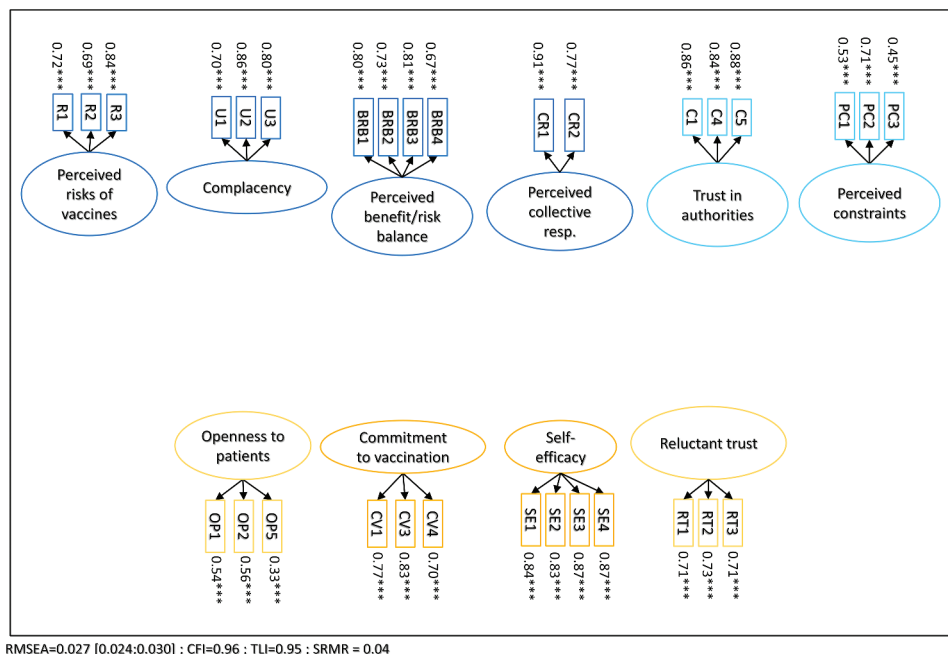 0.72***
0.69***
0.84***
0.70***
0.86***
0.80***
0.80***
0.73***
0.81***
0.67***
0.91***
0.77***
0.86***
0.84***
0.88***
0.53***
0.71***
0.45***
R1
R2
R3
U1
U2
U3
BRB1
BRB2
BRB3
BRB4
CR1
CR2
C1
C4
C5
PC1
PC2
PC3
Perceived
risks of
vaccines
Complacency
Perceived
benefit/risk
balance
Perceived
collective
resp.
Trust in
authorities
Perceived
constraints
Openness to
patients
Commitment
to vaccination
Self-
efficacy
Reluctant trust
OP1
OP2
OP5
CV1
CV3
CV4
SE1
SE2
SE3
SE4
RT1
RT2
RT3
0.54***
0.56***
0.33***
0.77***
0.83***
0.70***
0.84***
0.83***
0.87***
0.87***
0.71***
0.73***
0.71***
RMSEA=0.027 [0.024;0.030] ; CFI=0.96 ; TLI=0.95 ; SRMR = 0.04